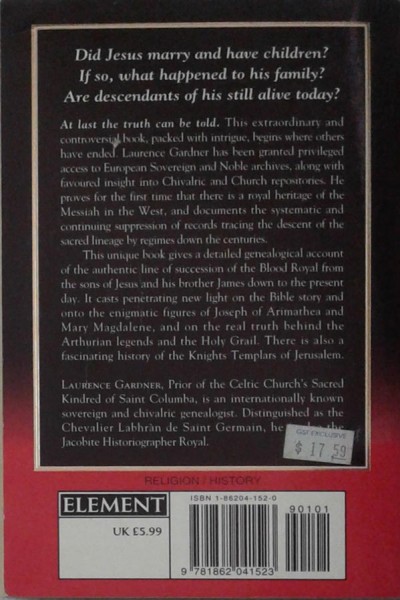 Did Jesus marry and have children?
If so, what happened to his family?
Are descendants of his still alive today?
At last the truth can be told. This extraordinary and
controversial book, packed with intrigue, begins where others
have ended. Laurence Gardner has been granted privileged
access to European Sovereign and Noble archives, along with
favoured insight into Chivalric and Church repositories. He
proves for the first time that there is a royal heritage of the
Messiah in the West, and documents the systematic and
continuing suppression of records tracing the descent of the
sacred lineage by regimes down the centuries.
This unique book gives a detailed genealogical account
of the authentic line of succession of the Blood Royal from
the sons of Jesus and his brother James down to the present
day. It casts penetrating new light on the Bible story and
onto the enigmatic figures of Joseph of Arimathea and
Mary Magdalene, and on the real truth behind the
Arthurian legends and the Holy Grail. There is also a
fascinating history of the Knights Templars of Jerusalem.
LAURENCE GARDNER, Prior of the Celtic Church's Sacred
Kindred of Saint Columba, is an internationally known
sovereign and chivalric genealogist. Distinguished as the
Chevalier Labhràn de Saint Germain, he the
Jacobite Historiographer Royal.
GST EXCLUSIVE
$ 17.59
RELIGION / HISTORY
ELEMENT
UK £5.99
ISBN 1-86204-152-0
90101
9 781862 041523